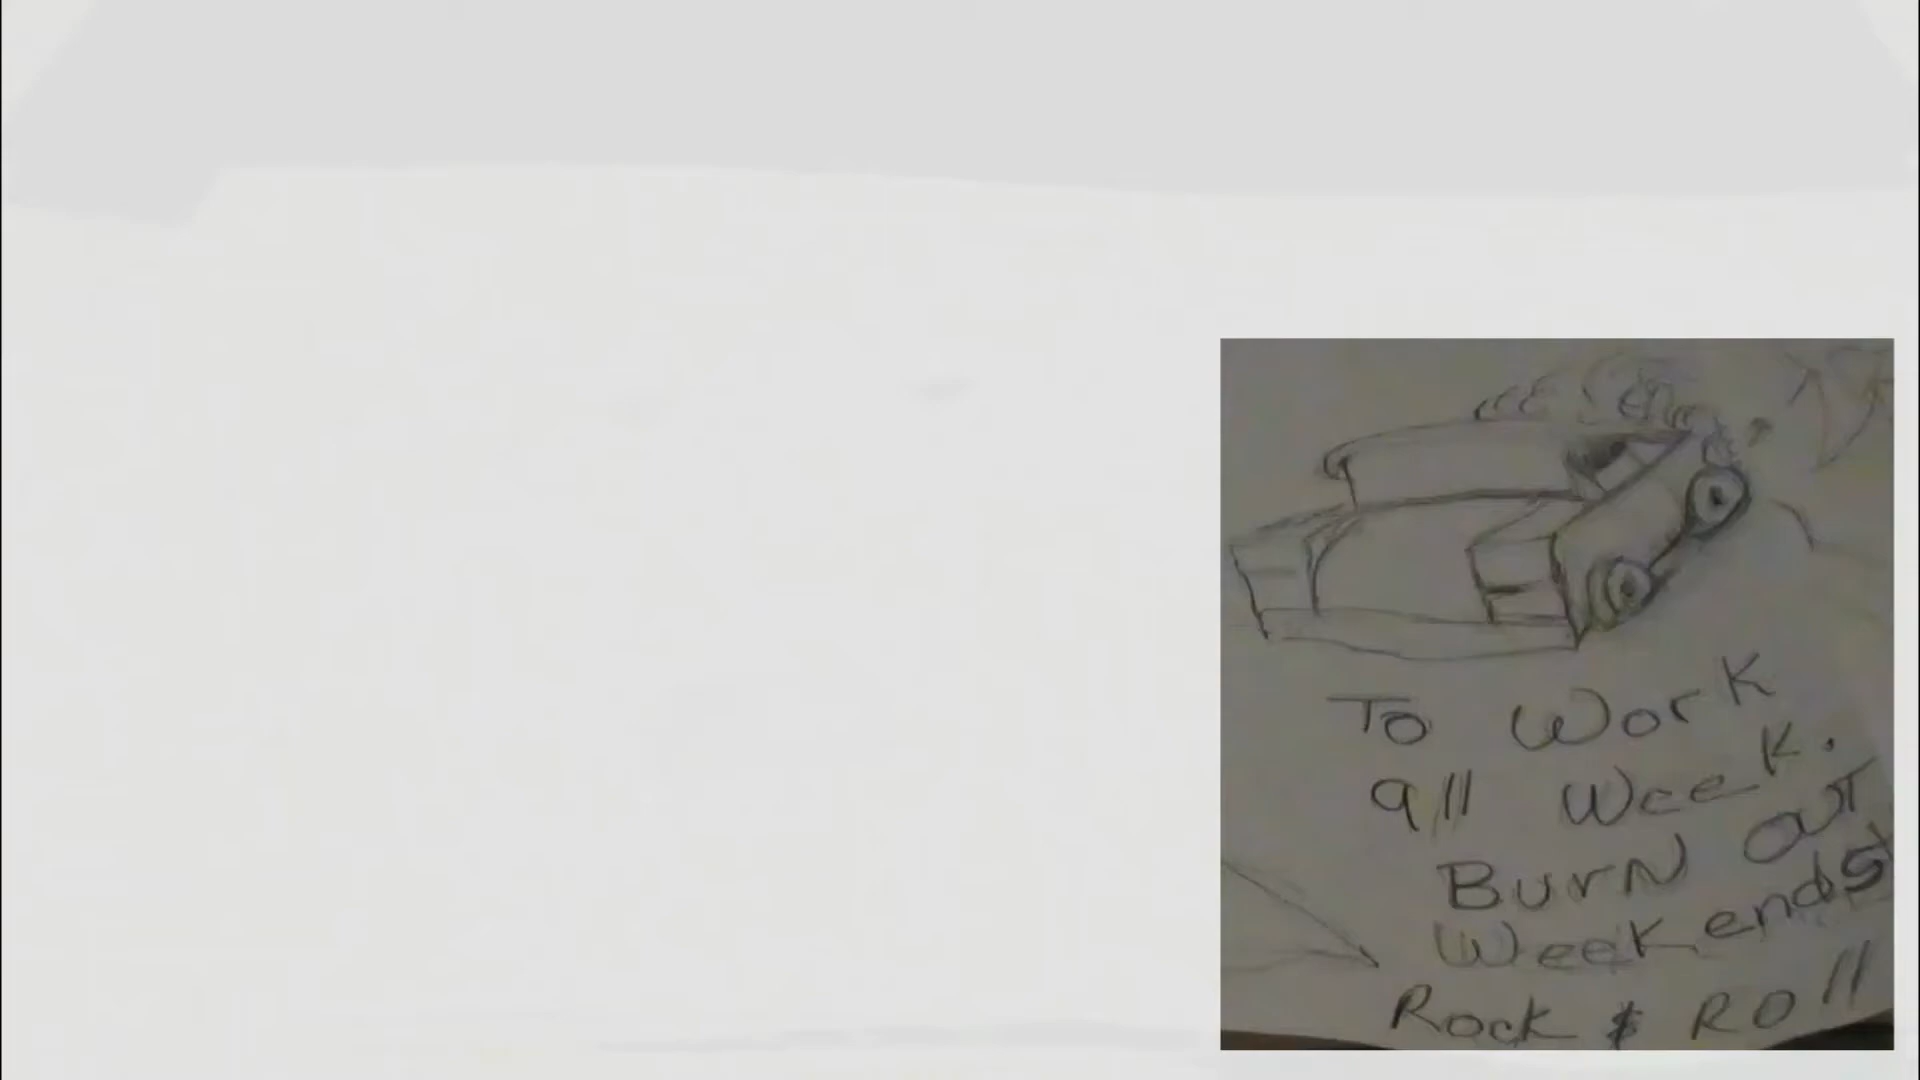 To Work
all Week.
Burn out
Weekends
Rock & Roll